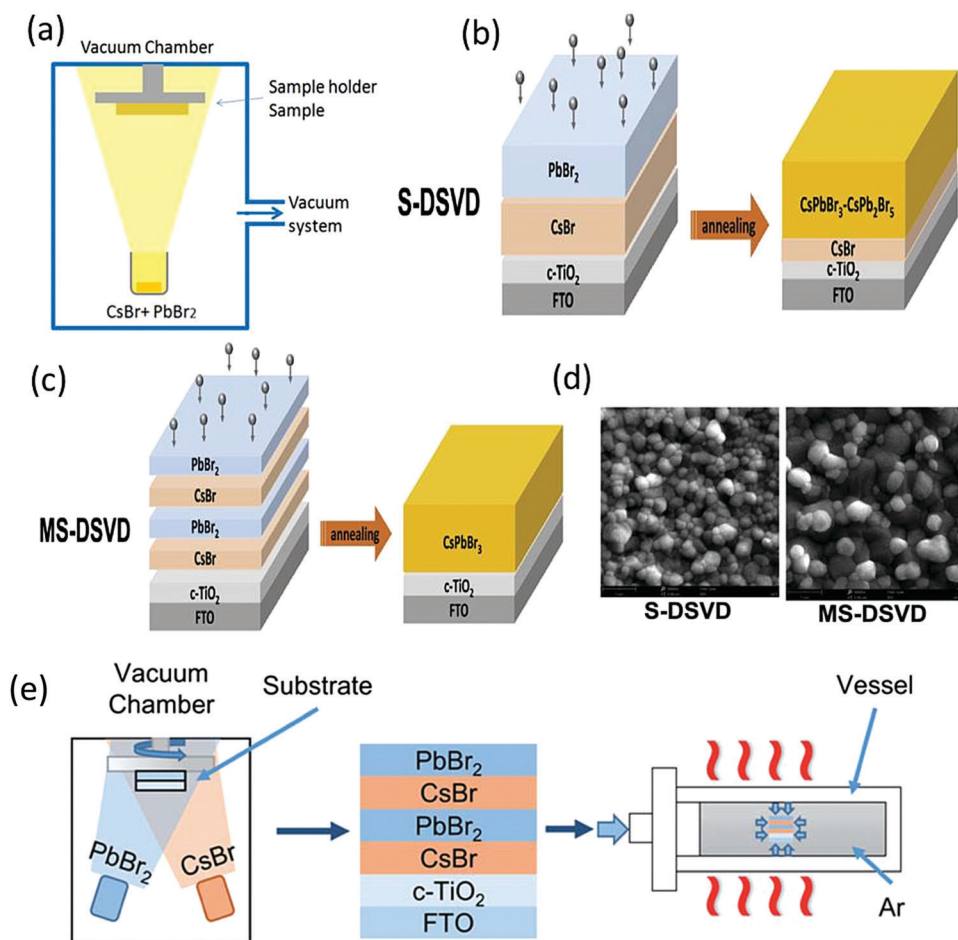 (a)
Vacuum Chamber
Sample holder
Sample
Vacuum
system
CsBr+ PbBr₂
(b)
S-DSVD
PbBr₂
CsBr
c-TiO₂
FTO
annealing
CsPbBr₃-CsPb₂Br₅
CsBr
c-TiO₂
FTO
(c)
MS-DSVD
PbBr₂
CsBr
PbBr₂
CsBr
c-TiO₂
FTO
annealing
CsPbBr₃
c-TiO₂
FTO
(d)
S-DSVD
MS-DSVD
(e)
Vacuum
Chamber
Substrate
PbBr₂
CsBr
PbBr₂
CsBr
PbBr₂
CsBr
c-TiO₂
FTO
Vessel
Ar